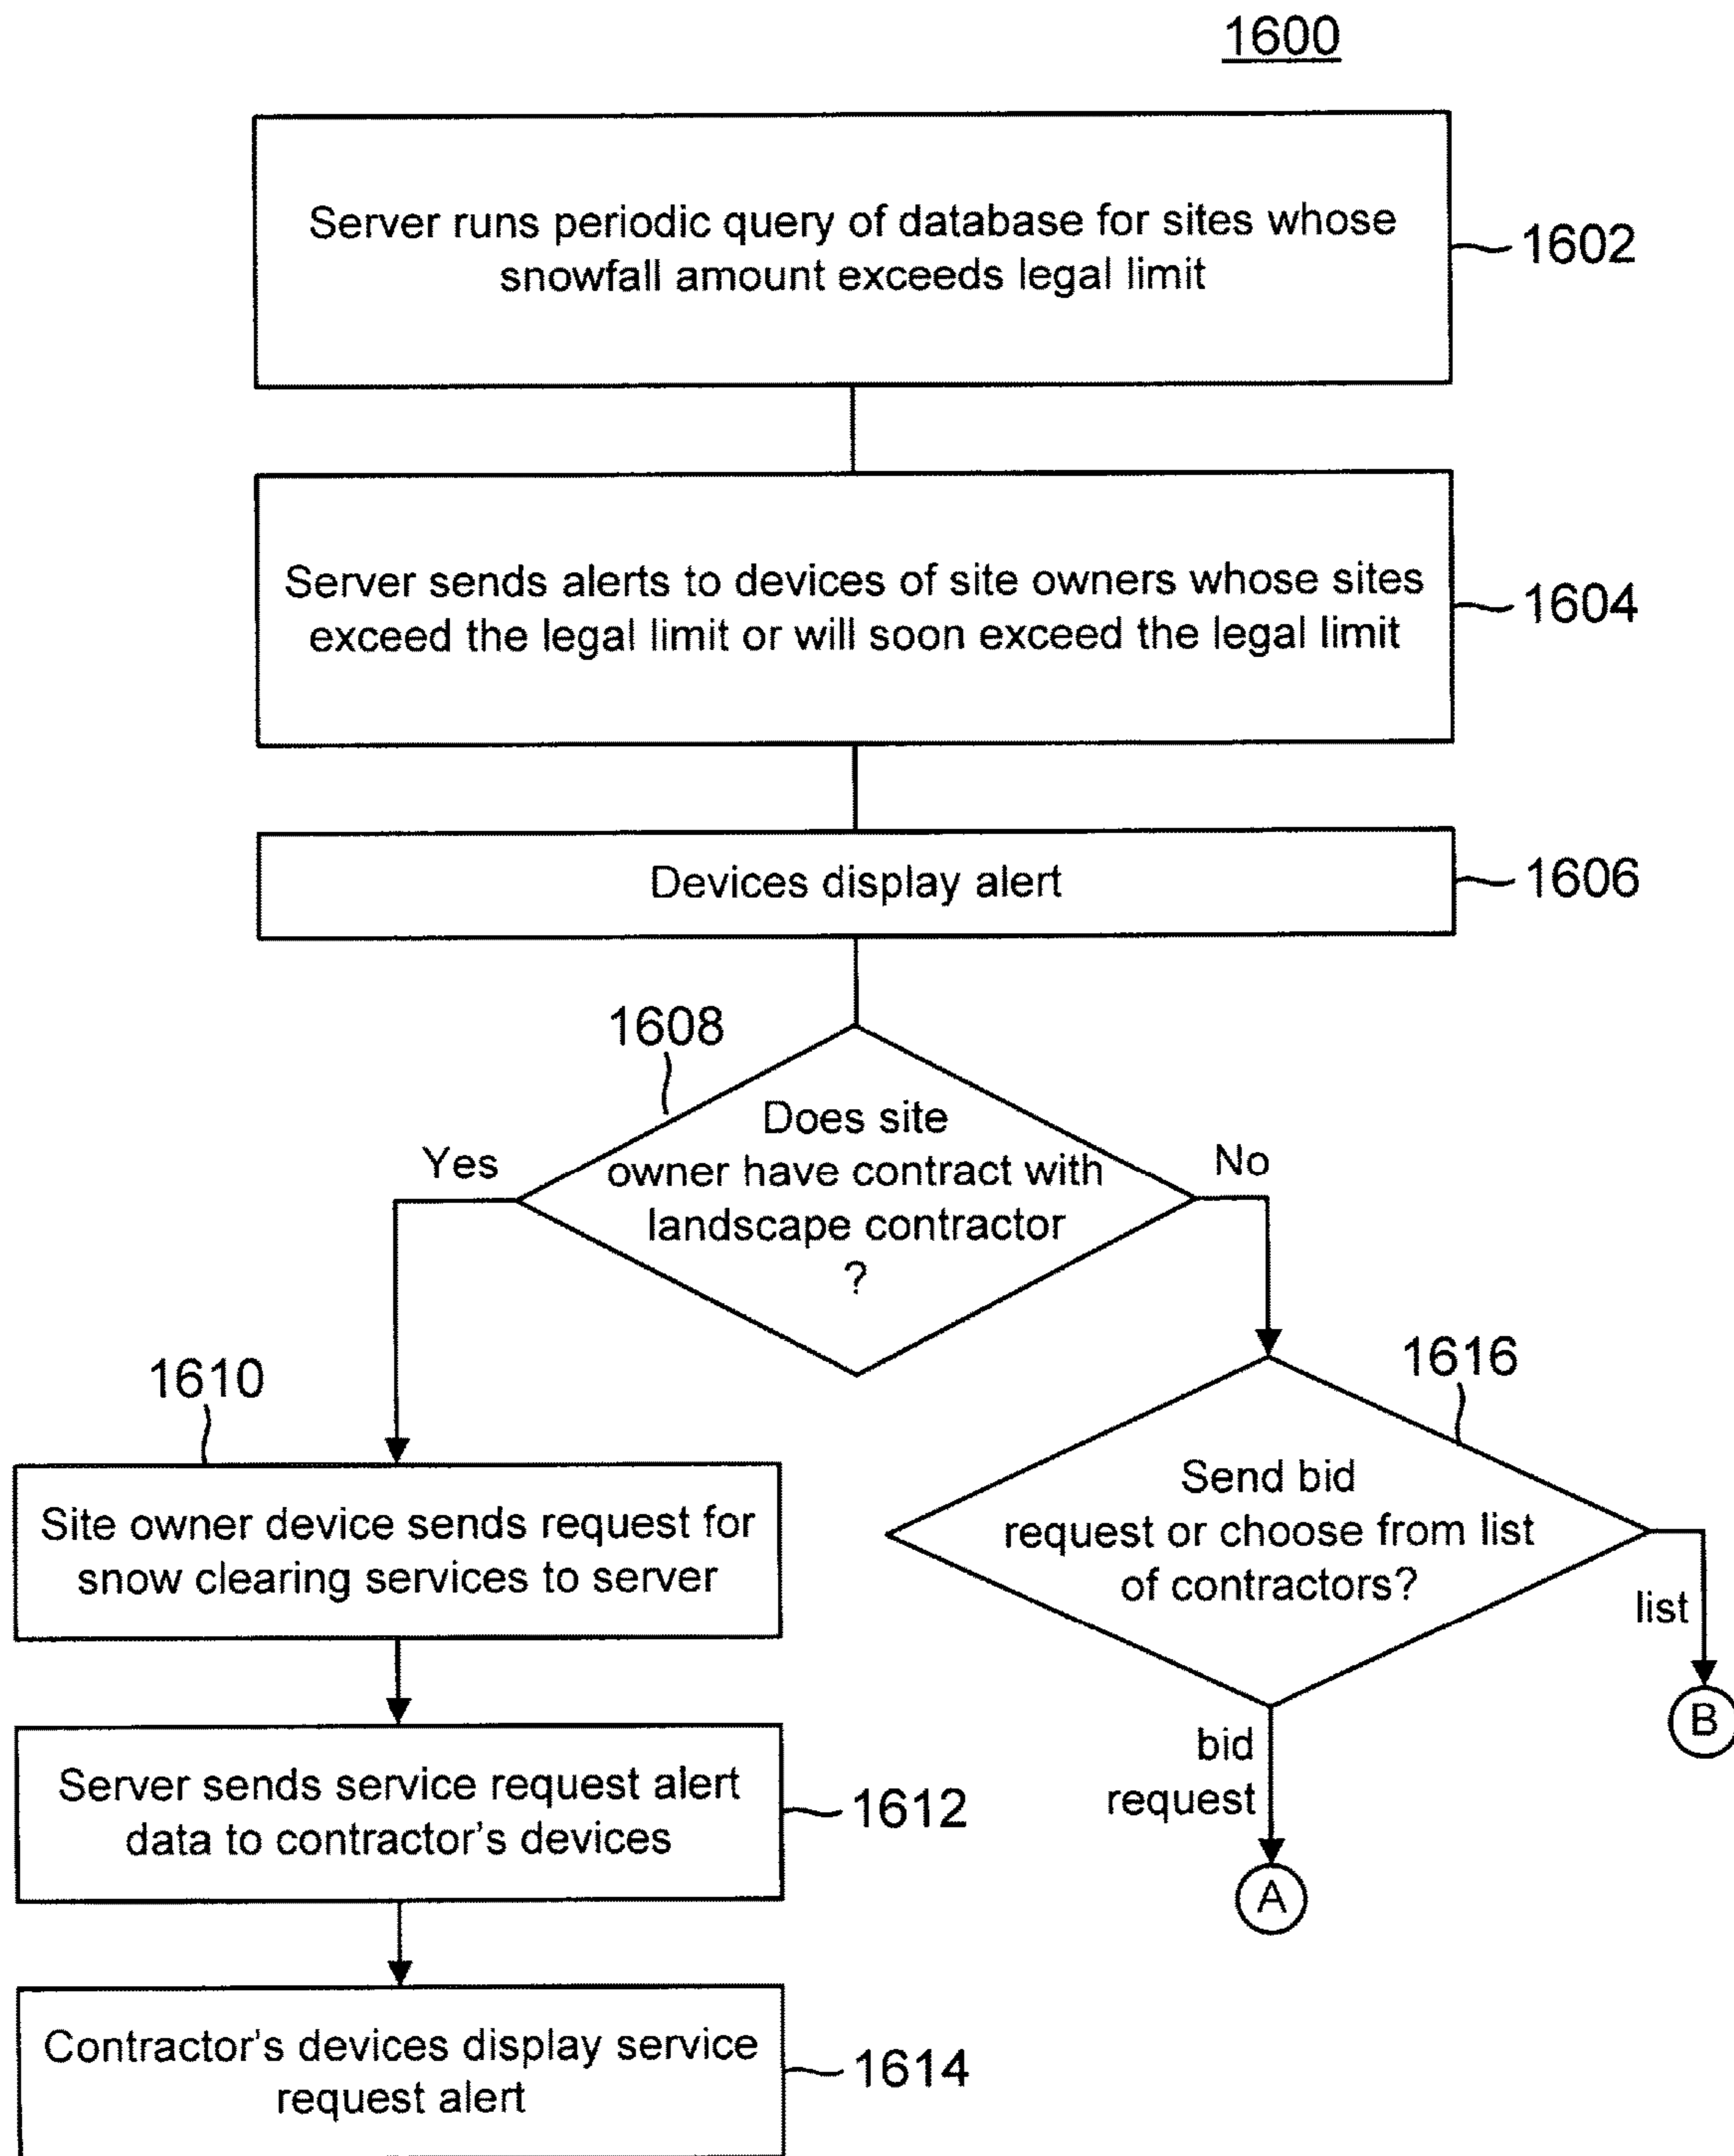 1600
Server runs periodic query of database for sites whose
snowfall amount exceeds legal limit
1602
Server sends alerts to devices of site owners whose sites
exceed the legal limit or will soon exceed the legal limit
1604
Devices display alert
1606
1608
Does site
owner have contract with
landscape contractor
?
Yes
No
1610
Site owner device sends request for
snow clearing services to server
Server sends service request alert
data to contractor's devices
1612
Contractor's devices display service
request alert
1614
1616
Send bid
request or choose from list
of contractors?
list
B
bid
request
A